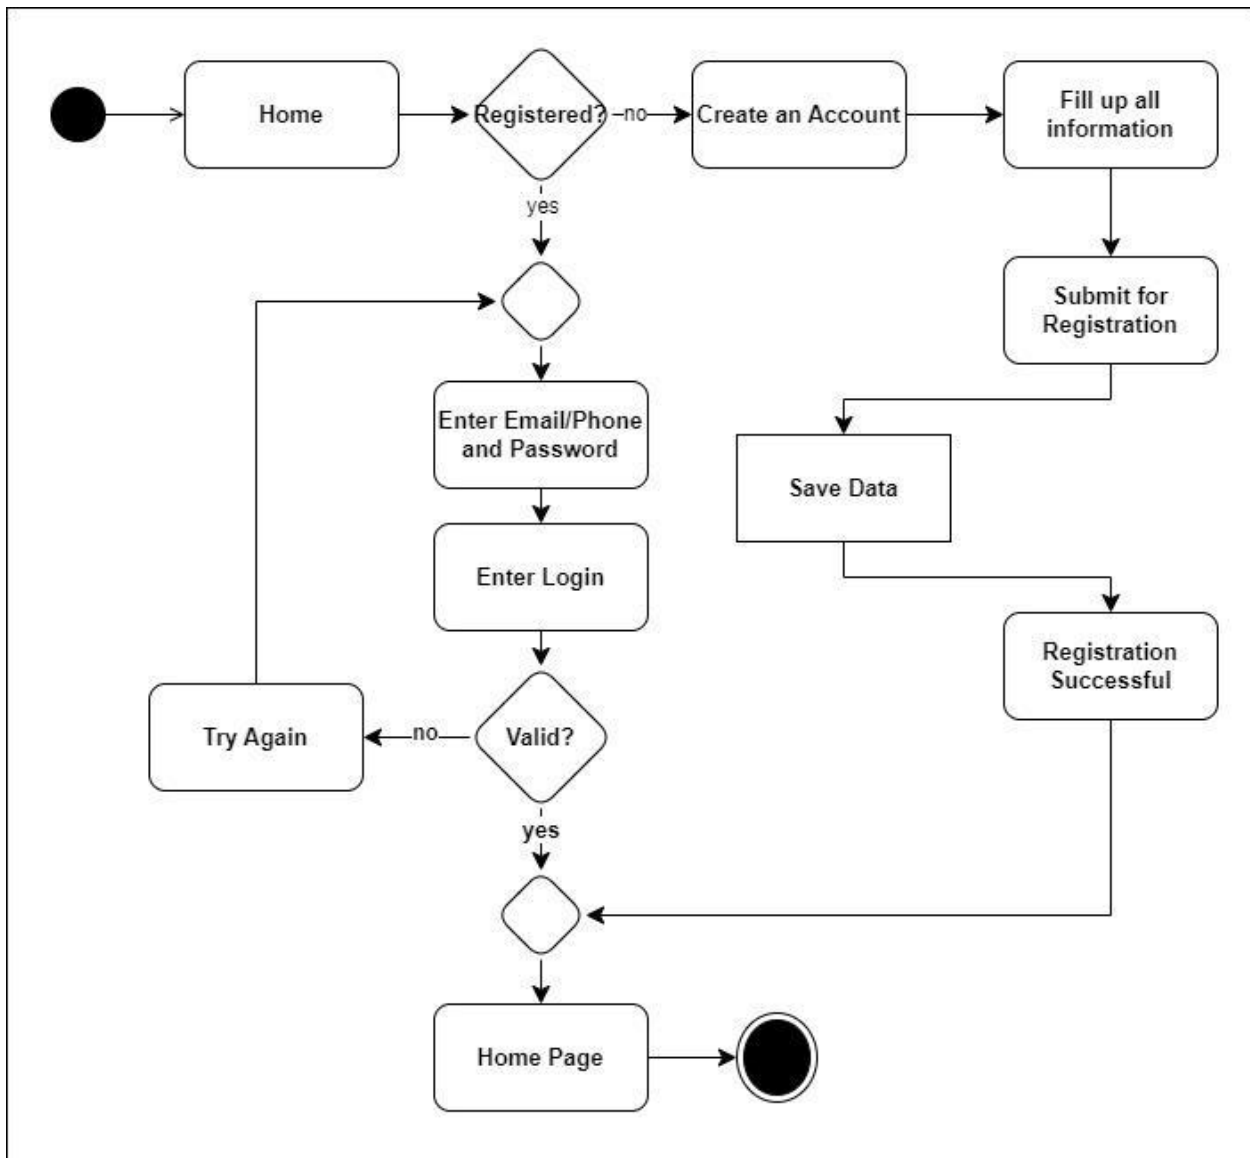 Home
Registered?
no
Create an Account
Fill up all
information
yes
Submit for
Registration
Enter Email/Phone
and Password
Save Data
Enter Login
Registration
Successful
Try Again
no
Valid?
yes
Home Page